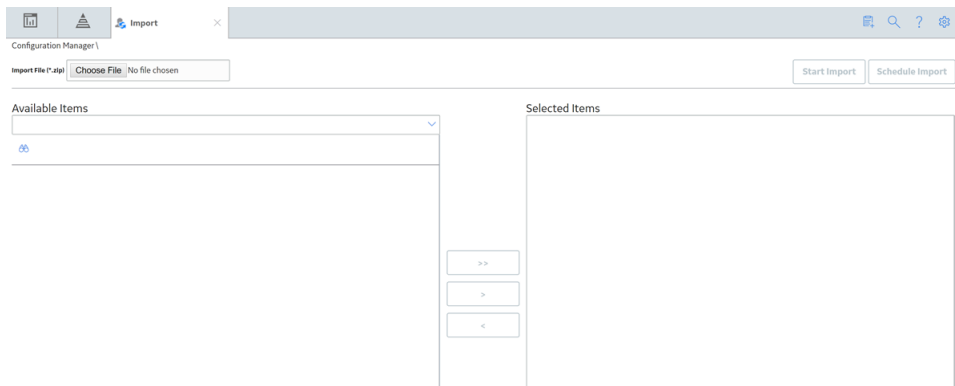 Import
Configuration Manager\
Import File (*.zip) Choose File No file chosen
Start Import Schedule Import
Available Items
Selected Items
>>
>
<